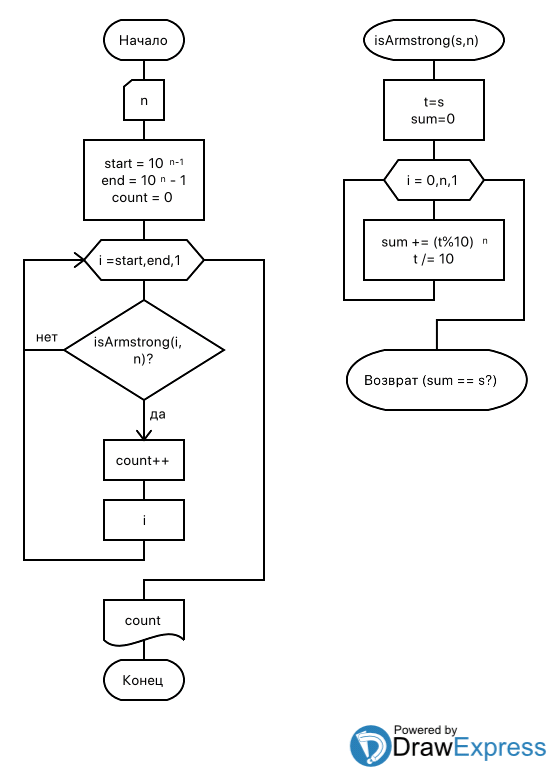 Начало
n
start = 10 n-1
end = 10 n - 1
count = 0
i =start,end,1
нет
isArmstrong(i,
n)?
да
count++
i
count
Конец
isArmstrong(s,n)
t=s
sum=0
i = 0,n,1
sum += (t%10) n
t /= 10
Возврат (sum == s?)
Powered by
DrawExpress